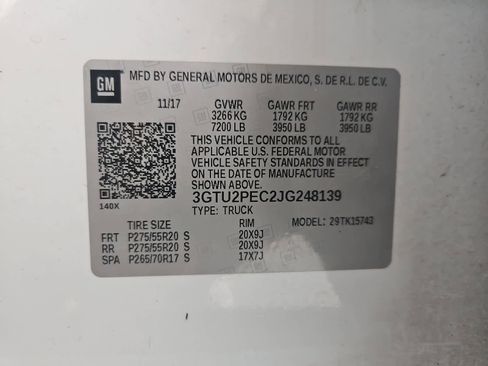 GM
MFD BY GENERAL MOTORS DE MEXICO, S. DE R.L. DE C.V.
11/17 GVWR GAWR FRT GAWR RR
3266 KG 1792 KG 1792 KG
7200 LB 3950 LB 3950 LB
THIS VEHICLE CONFORMS TO ALL
APPLICABLE U.S. FEDERAL MOTOR
VEHICLE SAFETY STANDARDS IN EFFECT
ON THE DATE OF MANUFACTURE SHOWN ABOVE.
3GTU2PEC2JG248139
140X TYPE: TRUCK
TIRE SIZE RIM MODEL: 29TK15743
FRT P275/55R20 S 20X9J
RR P275/55R20 S 20X9J
SPA P265/70R17 S 17X7J